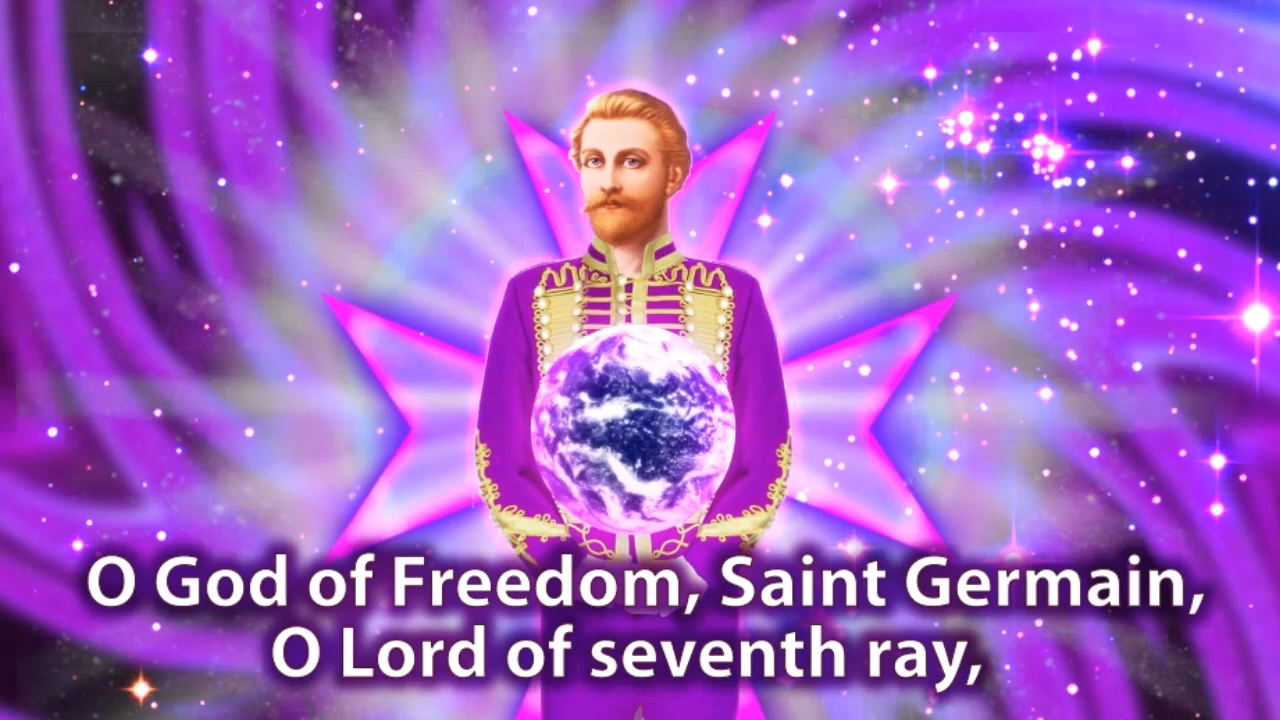 O God of Freedom, Saint Germain,
O Lord of seventh ray,